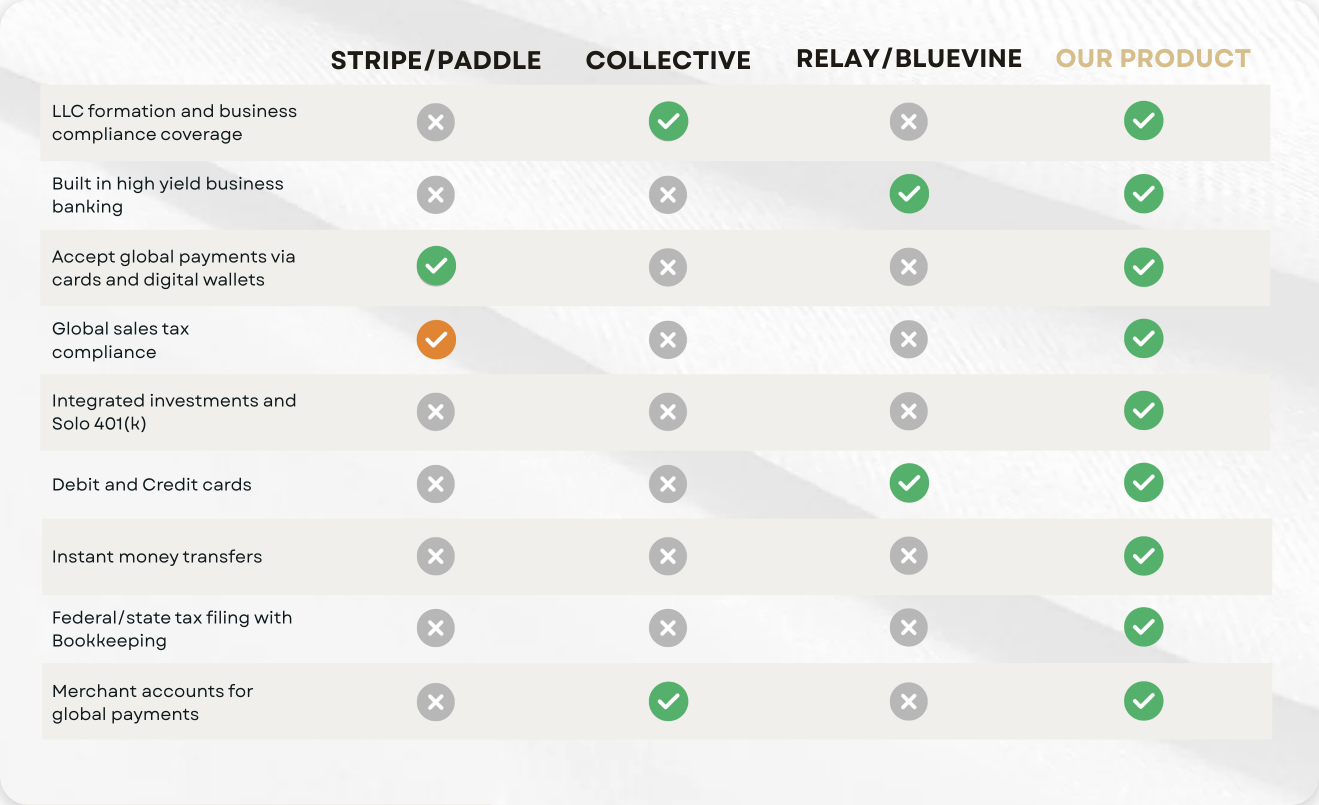 STRIPE/PADDLE COLLECTIVE RELAY/BLUEVINE OUR PRODUCT
LLC formation and business
compliance coverage
Built in high yield business
banking
Accept global payments via
cards and digital wallets
Global sales tax
compliance
Integrated investments and
Solo 401(k)
Debit and Credit cards
Instant money transfers
Federal/state tax filing with
Bookkeeping
Merchant accounts for
global payments